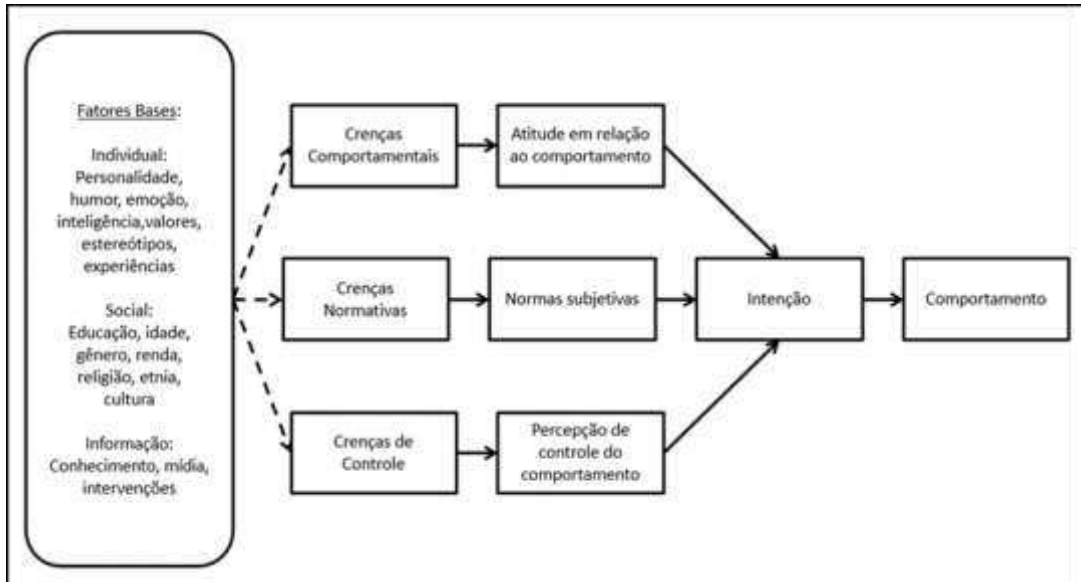 Fatores Bases:
Individual:
Personalidade,
humor, emoção,
inteligência,valores,
estereótipos,
experiências
Social:
Educação, idade,
gênero, renda,
religião, etnia,
cultura
Informação:
Conhecimento, mídia,
intervenções
Crenças
Comportamentais
Atitude em relação
ao comportamento
Crenças
Normativas
Normas subjetivas
Intenção
Comportamento
Crenças de
Controle
Percepção de
controle do
comportamento